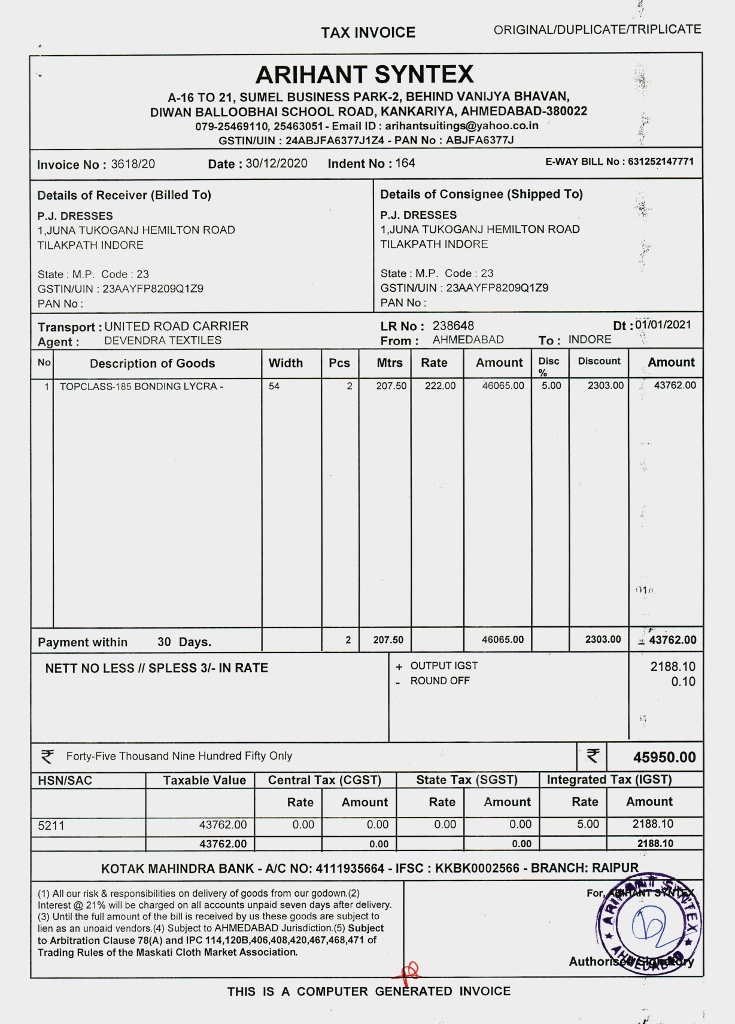 TAX INVOICE
ORIGINAL/DUPLICATE/TRIPLICATE
ARIHANT SYNTEX
A-16 TO 21, SUMEL BUSINESS PARK-2, BEHIND VANIJYA BHAVAN,
DIWAN BALLOOBHAI SCHOOL ROAD, KANKARIYA, AHMEDABAD-380022
079-25469110, 25463051 - Email ID : arihantsuitings@yahoo.co.in
GSTIN/UIN : 24ABJFA6377J1Z4 - PAN No : ABJFA6377J
Invoice No : 3618/20 Date : 30/12/2020 Indent No : 164 E-WAY BILL No : 631252147771
Details of Receiver (Billed To)
P.J. DRESSES
1,JUNA TUKOGANJ HEMILTON ROAD
TILAKPATH INDORE
State : M.P. Code : 23
GSTIN/UIN : 23AAYFP8209Q1Z9
PAN No :
Details of Consignee (Shipped To)
P.J. DRESSES
1,JUNA TUKOGANJ HEMILTON ROAD
TILAKPATH INDORE
State : M.P. Code : 23
GSTIN/UIN : 23AAYFP8209Q1Z9
PAN No :
Transport : UNITED ROAD CARRIER LR No : 238648 Dt : 01/01/2021
Agent : DEVENDRA TEXTILES From : AHMEDABAD To : INDORE
No Description of Goods Width Pcs Mtrs Rate Amount Disc % Discount Amount
1 TOPCLASS-185 BONDING LYCRA - 54 2 207.50 222.00 46065.00 5.00 2303.00 43762.00
Payment within 30 Days. 2 207.50 46065.00 2303.00 43762.00
NETT NO LESS // SPLESS 3/- IN RATE
+ OUTPUT IGST 2188.10
- ROUND OFF 0.10
₹ Forty-Five Thousand Nine Hundred Fifty Only ₹ 45950.00
HSN/SAC Taxable Value Central Tax (CGST) State Tax (SGST) Integrated Tax (IGST)
Rate Amount Rate Amount Rate Amount
5211 43762.00 0.00 0.00 0.00 0.00 5.00 2188.10
43762.00 0.00 0.00 2188.10
KOTAK MAHINDRA BANK - A/C NO: 4111935664 - IFSC : KKBK0002566 - BRANCH: RAIPUR
(1) All our risk & responsibilities on delivery of goods from our godown.(2)
Interest @ 21% will be charged on all accounts unpaid seven days after delivery.
(3) Until the full amount of the bill is received by us these goods are subject to
lien as an unoaid vendors.(4) Subject to AHMEDABAD Jurisdiction.(5) Subject
to Arbitration Clause 78(A) and IPC 114,120B,406,408,420,467,468,471 of
Trading Rules of the Maskati Cloth Market Association.
For, ARIHANT SYNTEX
ARIHANT SYNTEX
AHMEDABAD
Authorised Signatory
THIS IS A COMPUTER GENERATED INVOICE